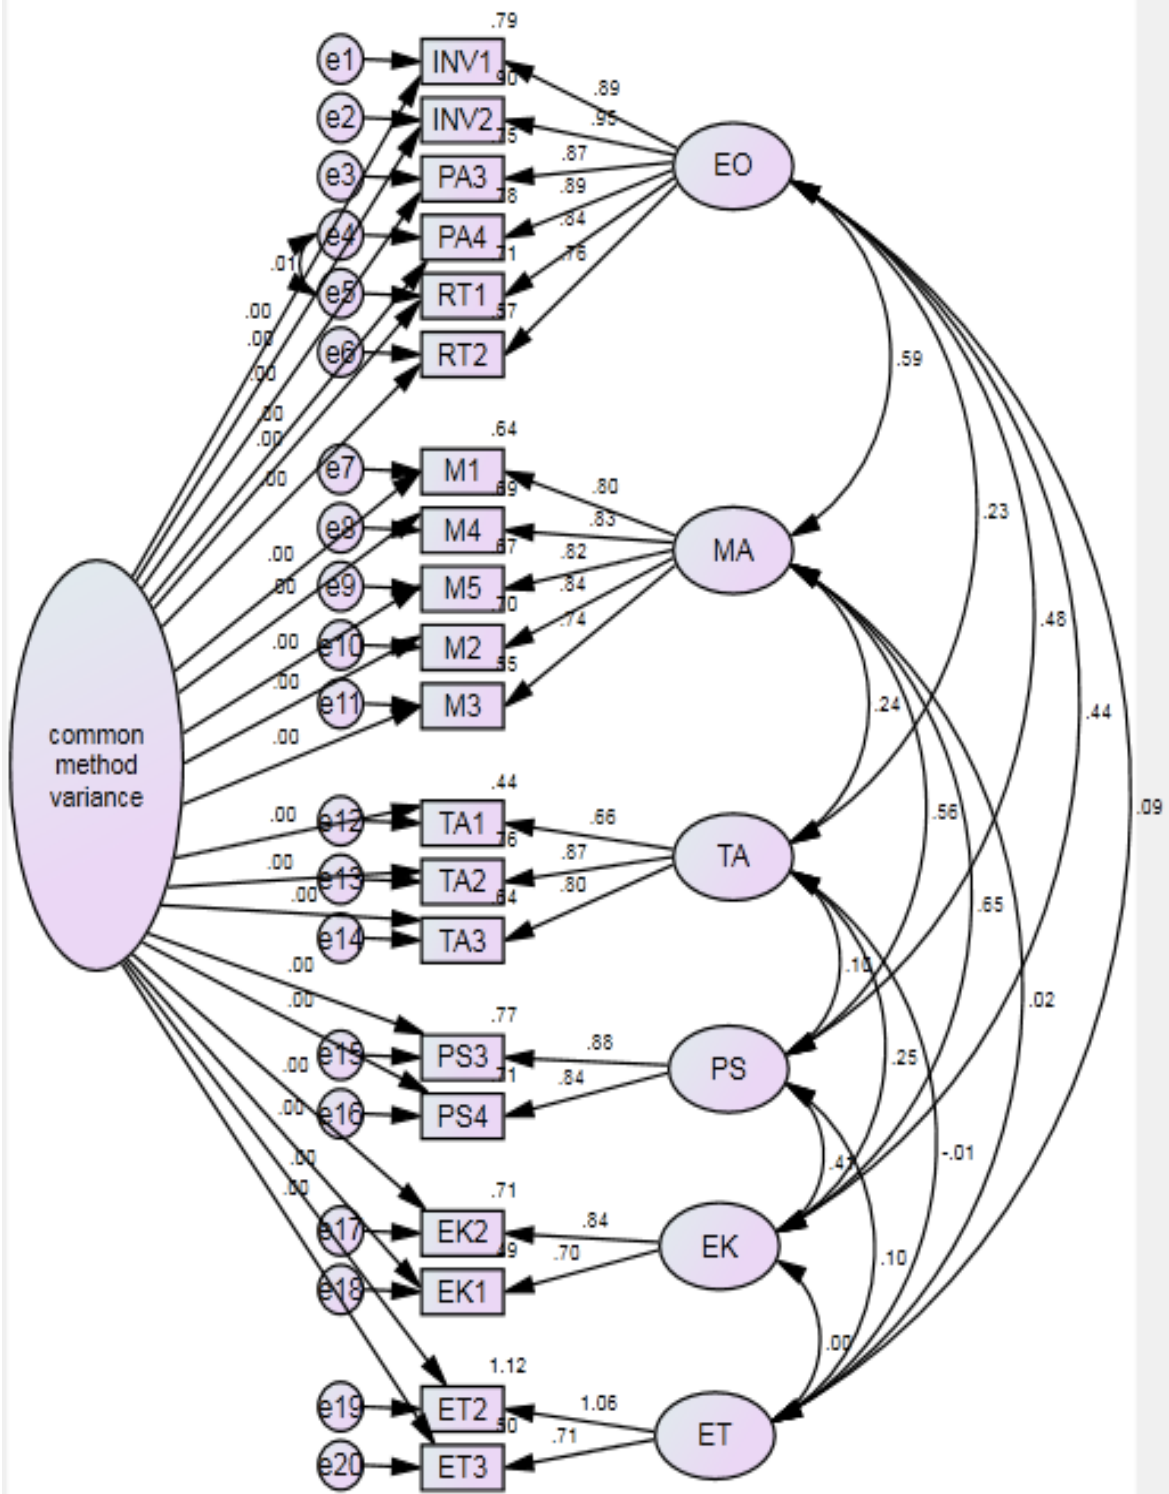 .79
e1
INV1
.90
.89
e2
INV2
.95
.75
e3
PA3
.87
EO
.78
.89
e4
PA4
.84
.71
.76
.01
e5
RT1
.57
.00
.00
e6
RT2
.59
.00
.00
.00
.00
.64
e7
M1
.80
.69
.23
e8
M4
.83
.67
MA
.00
.00
e9
M5
.82
.70
.84
.48
.00
e10
M2
.74
.55
.00
e11
M3
.24
.44
.00
common
method
variance
.44
.00
e12
TA1
.66
.56
.09
.76
.00
e13
TA2
.87
TA
.64
.80
.00
e14
TA3
.65
.00
.10
.00
.77
.02
e15
PS3
.88
.71
.84
PS
.25
.00
.00
e16
PS4
.00
.00
.71
.41
-.01
e17
EK2
.84
EK
.49
.70
.10
e18
EK1
.00
1.12
e19
ET2
1.06
.50
.71
ET
e20
ET3